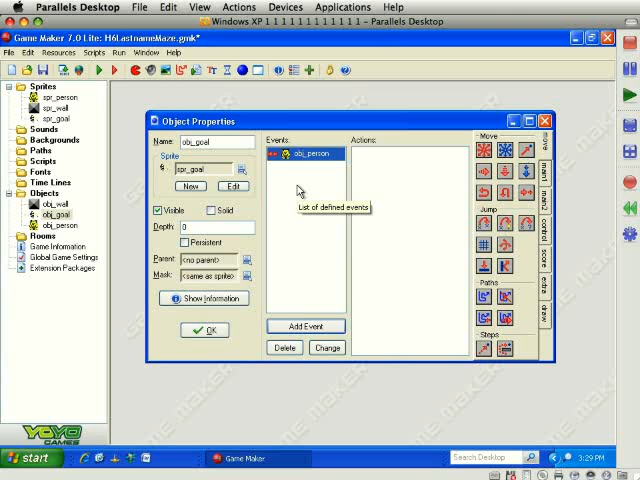 Parallels Desktop File Edit View Actions Devices Applications Help
Windows XP 1 1 1 1 1 1 1 1 1 1 1 1 1 - Parallels Desktop
Game Maker 7.0 Lite: H6LastnameMaze.gmk*
File Edit Resources Scripts Run Window Help
Sprites
spr_person
spr_wall
spr_goal
Sounds
Backgrounds
Paths
Scripts
Fonts
Time Lines
Objects
obj_wall
obj_goal
obj_person
Rooms
Game Information
Global Game Settings
Extension Packages
YOYO
GAMES
Object Properties
Name: obj_goal
Sprite
spr_goal
New Edit
Visible Solid
Depth: 0
Persistent
Parent: <no parent>
Mask: <same as sprite>
Show Information
OK
Events:
obj_person
List of defined events
Add Event
Delete Change
Actions:
Move
Jump
Paths
Steps
move
main1
main2
control
score
extra
draw
GAME MAKER
start
Game Maker
Search Desktop
3:29 PM